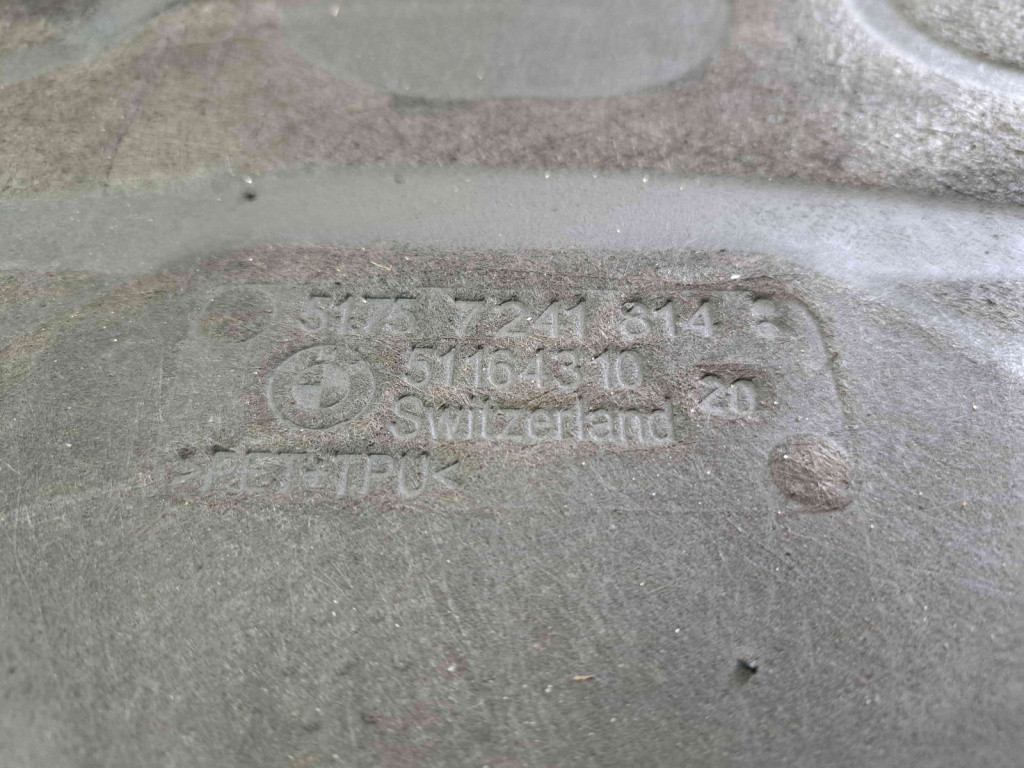 5175 7241 814
51164310
20
Switzerland
>PET-TPU<